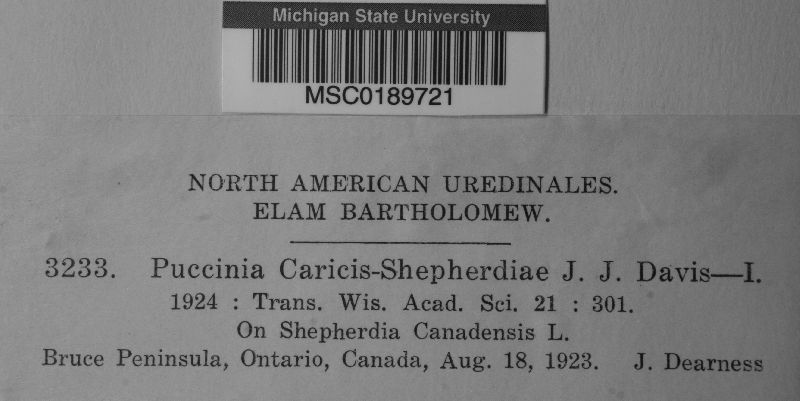 Michigan State University
MSC0189721
NORTH AMERICAN UREDINALES.
ELAM BARTHOLOMEW.
3233. Puccinia Caricis-Shepherdiae J. J. Davis—I.
1924 : Trans. Wis. Acad. Sci. 21 : 301.
On Shepherdia Canadensis L.
Bruce Peninsula, Ontario, Canada, Aug. 18, 1923. J. Dearness